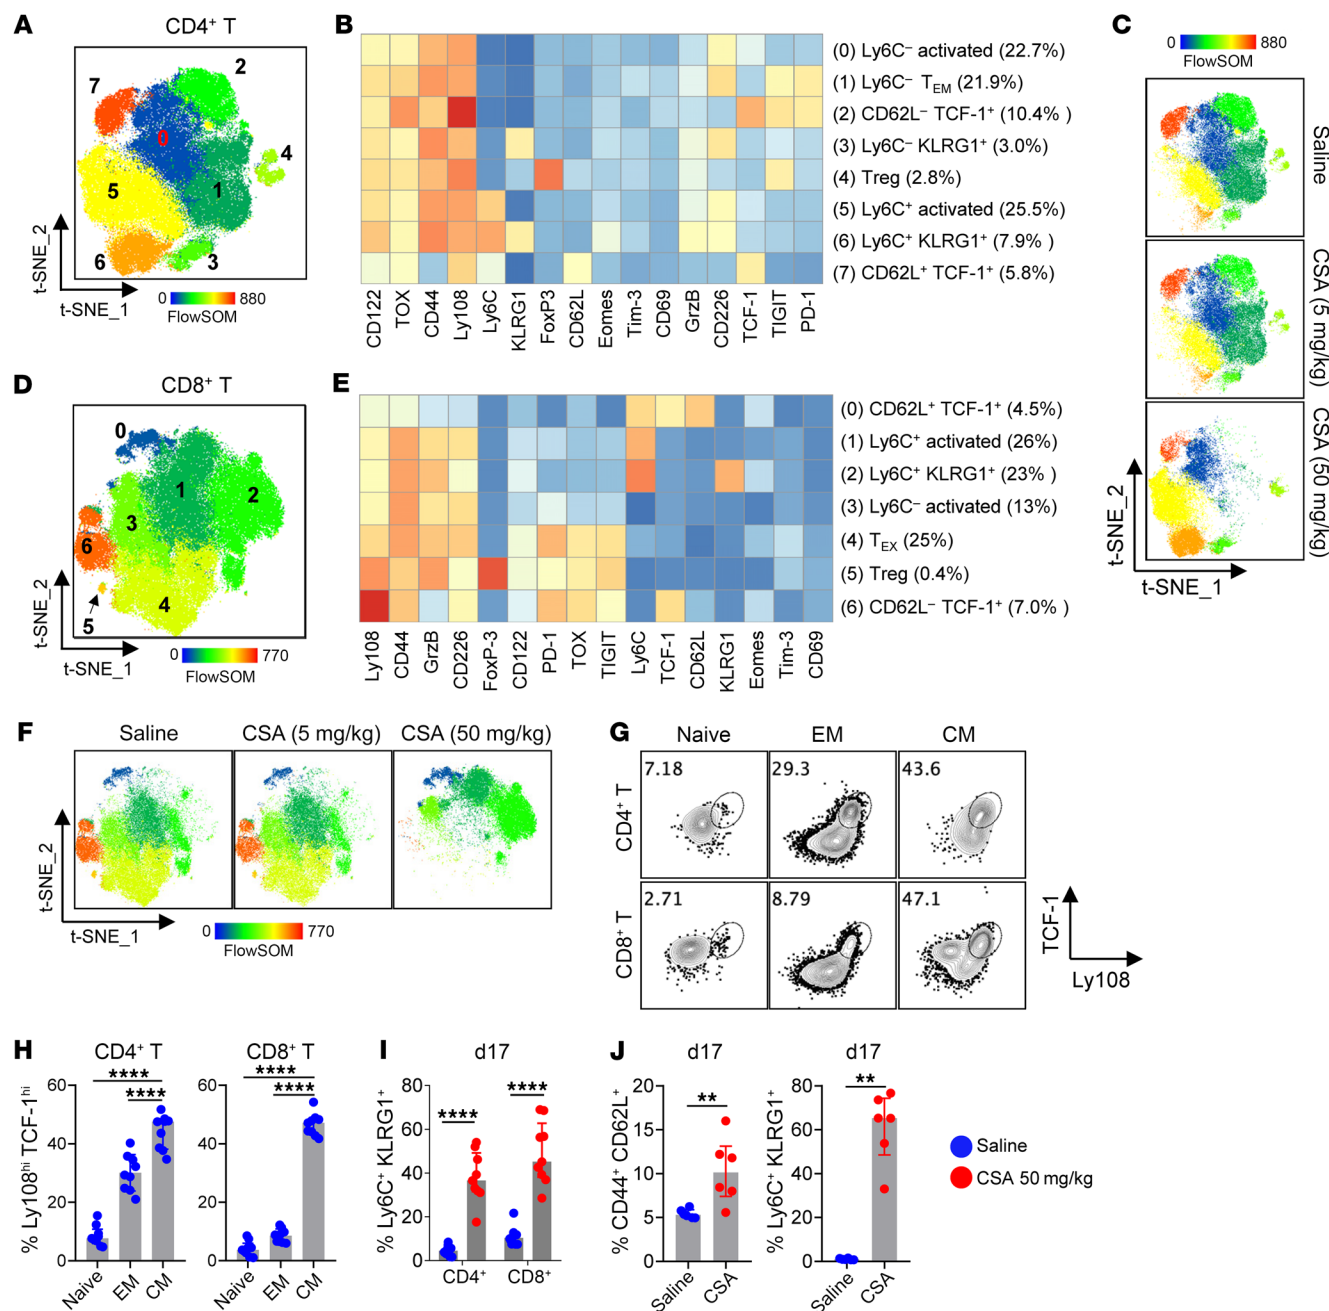 A
CD4⁺ T
7
2
0
4
5
1
6
3
t-SNE_2
t-SNE_1
0
880
FlowSOM
B
(0) Ly6C⁻ activated (22.7%)
(1) Ly6C⁻ T_EM (21.9%)
(2) CD62L⁻ TCF-1⁺ (10.4% )
(3) Ly6C⁻ KLRG1⁺ (3.0%)
(4) Treg (2.8%)
(5) Ly6C⁺ activated (25.5%)
(6) Ly6C⁺ KLRG1⁺ (7.9% )
(7) CD62L⁺ TCF-1⁺ (5.8%)
CD122
TOX
CD44
Ly108
Ly6C
KLRG1
FoxP3
CD62L
Eomes
Tim-3
CD69
GrzB
CD226
TCF-1
TIGIT
PD-1
C
0
880
FlowSOM
Saline
CSA (5 mg/kg)
CSA (50 mg/kg)
t-SNE_2
t-SNE_1
D
CD8⁺ T
0
1
2
3
6
4
5
t-SNE_2
t-SNE_1
0
770
FlowSOM
E
(0) CD62L⁺ TCF-1⁺ (4.5%)
(1) Ly6C⁺ activated (26%)
(2) Ly6C⁺ KLRG1⁺ (23% )
(3) Ly6C⁻ activated (13%)
(4) T_EX (25%)
(5) Treg (0.4%)
(6) CD62L⁻ TCF-1⁺ (7.0% )
Ly108
CD44
GrzB
CD226
FoxP-3
CD122
PD-1
TOX
TIGIT
Ly6C
TCF-1
CD62L
KLRG1
Eomes
Tim-3
CD69
F
Saline
CSA (5 mg/kg)
CSA (50 mg/kg)
t-SNE_2
t-SNE_1
0
770
FlowSOM
G
Naive
EM
CM
CD4⁺ T
7.18
29.3
43.6
CD8⁺ T
2.71
8.79
47.1
TCF-1
Ly108
H
CD4⁺ T
CD8⁺ T
% Ly108ʰⁱ TCF-1ʰⁱ
60
40
20
0
****
****
Naive
EM
CM
60
40
20
0
****
****
Naive
EM
CM
I
d17
% Ly6C⁺ KLRG1⁺
80
60
40
20
0
****
****
CD4⁺
CD8⁺
J
d17
% CD44⁺ CD62L⁺
20
15
10
5
0
**
Saline
CSA
d17
% Ly6C⁺ KLRG1⁺
80
60
40
20
0
**
Saline
CSA
Saline
CSA 50 mg/kg